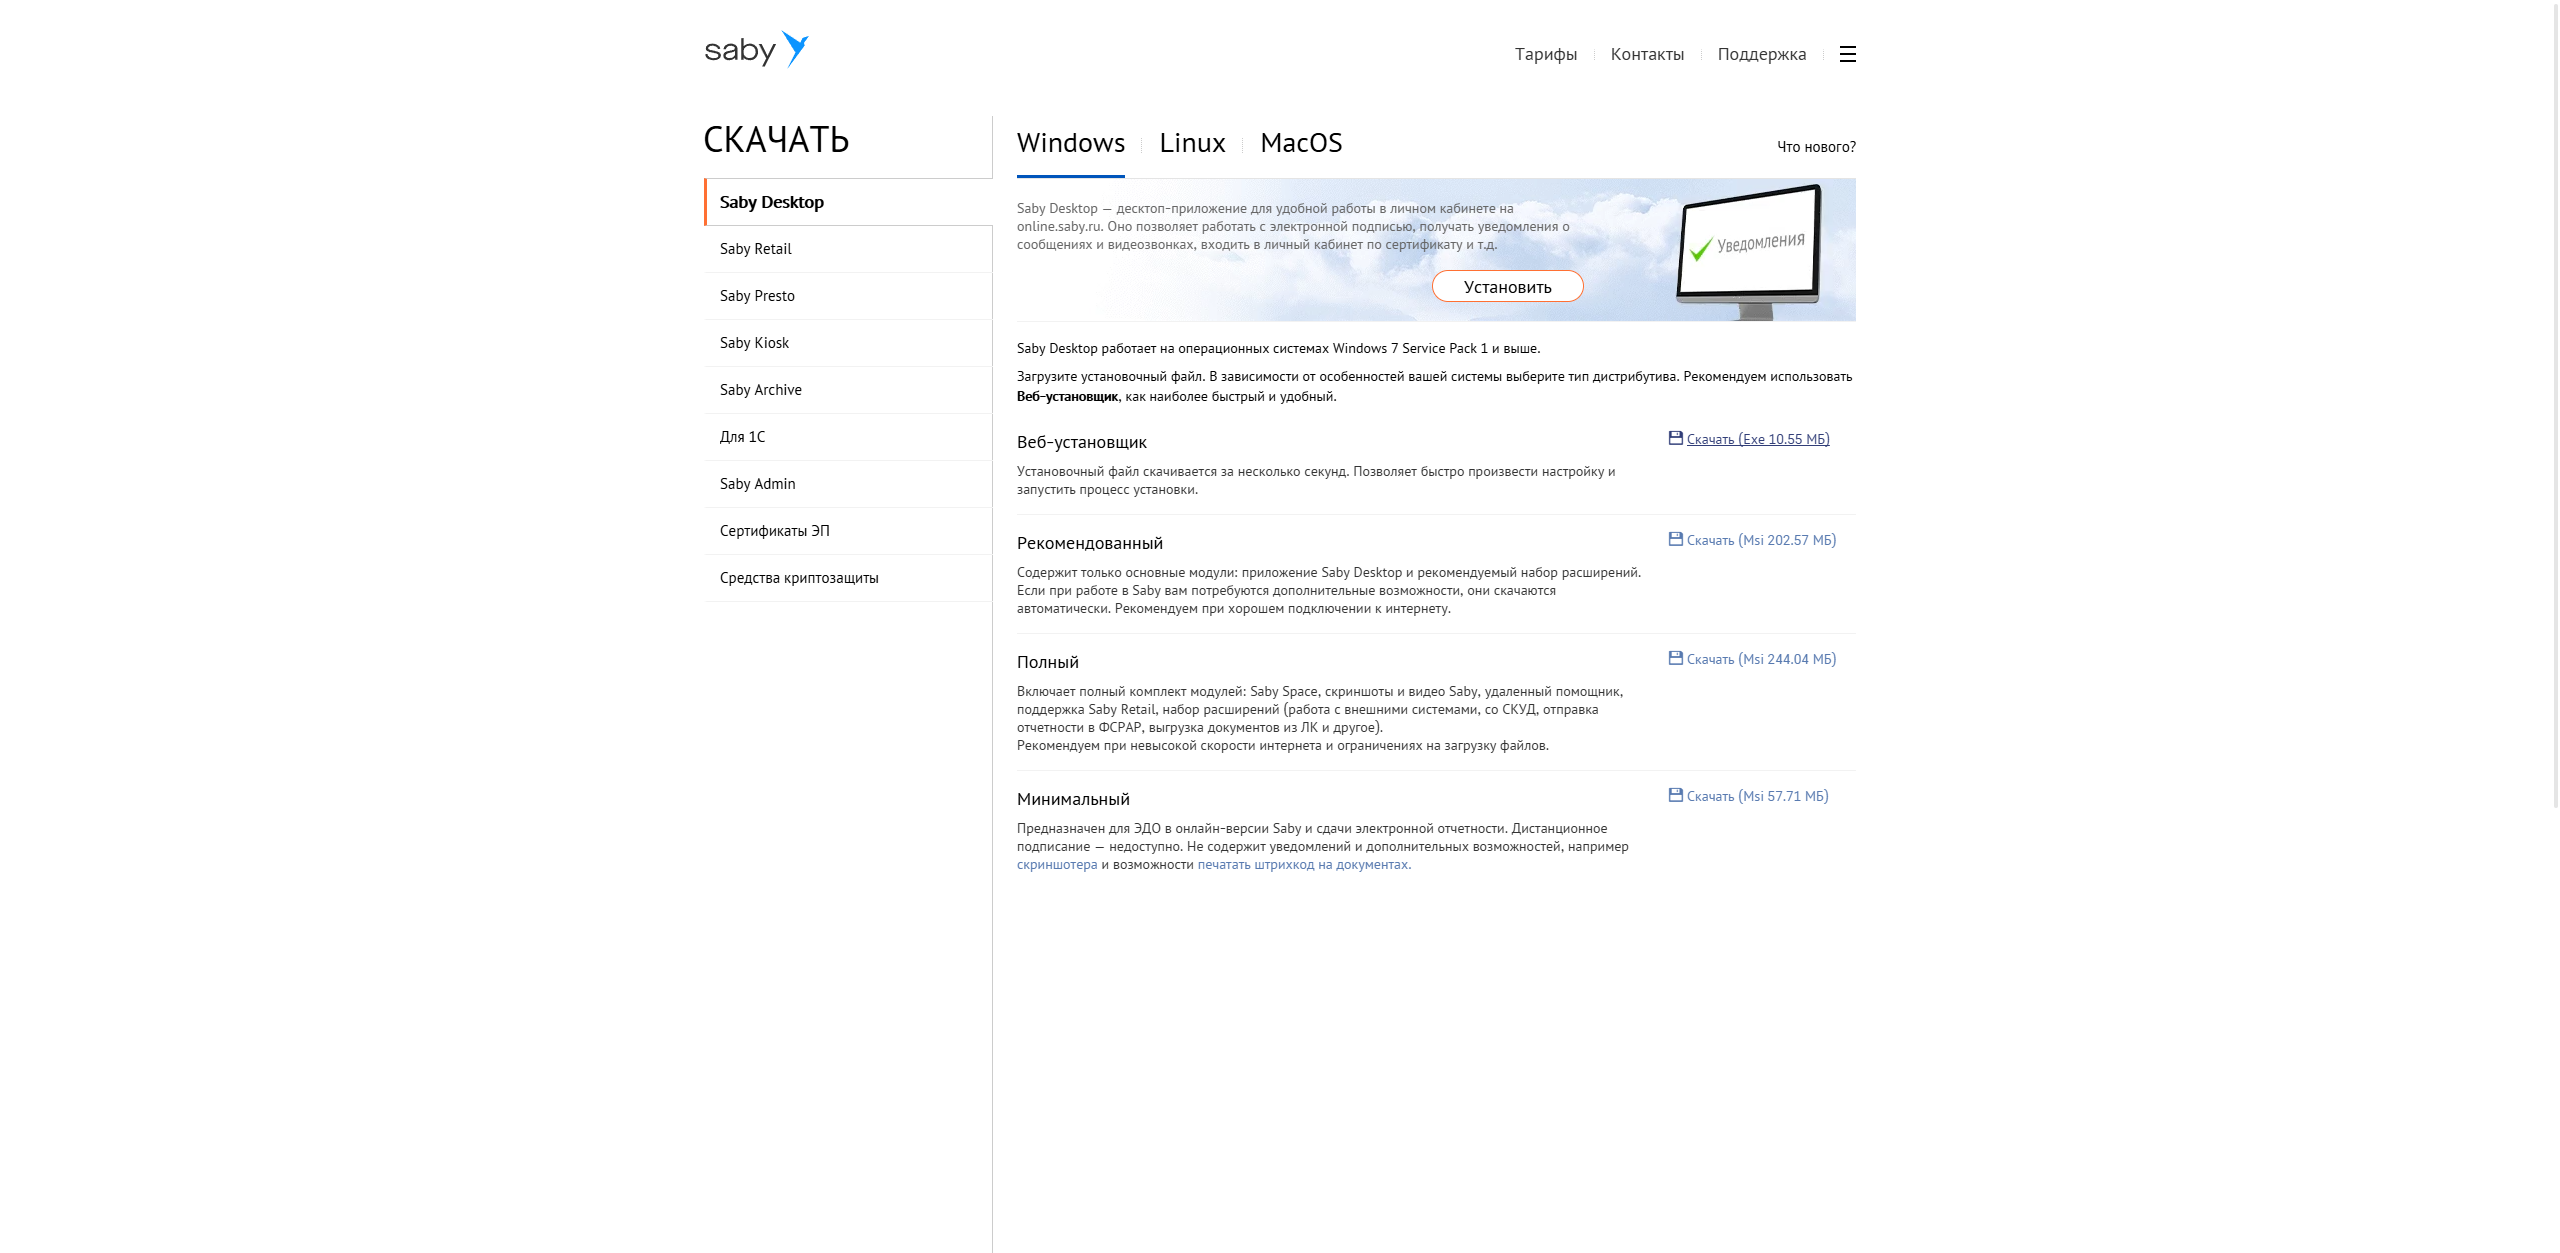 saby
Тарифы
Контакты
Поддержка
СКАЧАТЬ
Saby Desktop
Saby Retail
Saby Presto
Saby Kiosk
Saby Archive
Для 1С
Saby Admin
Сертификаты ЭП
Средства криптозащиты
Windows
Linux
MacOS
Что нового?
Saby Desktop — десктоп-приложение для удобной работы в личном кабинете на
online.saby.ru. Оно позволяет работать с электронной подписью, получать уведомления о
сообщениях и видеозвонках, входить в личный кабинет по сертификату и т.д.
Установить
Уведомления
Saby Desktop работает на операционных системах Windows 7 Service Pack 1 и выше.
Загрузите установочный файл. В зависимости от особенностей вашей системы выберите тип дистрибутива. Рекомендуем использовать
Веб-установщик, как наиболее быстрый и удобный.
Веб-установщик
Скачать (Exe 10.55 МБ)
Установочный файл скачивается за несколько секунд. Позволяет быстро произвести настройку и
запустить процесс установки.
Рекомендованный
Скачать (Msi 202.57 МБ)
Содержит только основные модули: приложение Saby Desktop и рекомендуемый набор расширений.
Если при работе в Saby вам потребуются дополнительные возможности, они скачаются
автоматически. Рекомендуем при хорошем подключении к интернету.
Полный
Скачать (Msi 244.04 МБ)
Включает полный комплект модулей: Saby Space, скриншоты и видео Saby, удаленный помощник,
поддержка Saby Retail, набор расширений (работа с внешними системами, со СКУД, отправка
отчетности в ФСРАР, выгрузка документов из ЛК и другое).
Рекомендуем при невысокой скорости интернета и ограничениях на загрузку файлов.
Минимальный
Скачать (Msi 57.71 МБ)
Предназначен для ЭДО в онлайн-версии Saby и сдачи электронной отчетности. Дистанционное
подписание — недоступно. Не содержит уведомлений и дополнительных возможностей, например
скриншотера и возможности печатать штрихкод на документах.